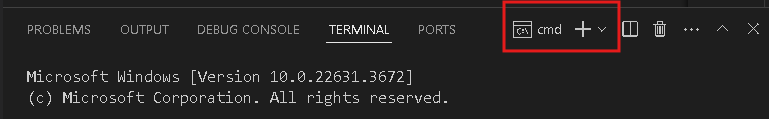 PROBLEMS OUTPUT DEBUG CONSOLE TERMINAL PORTS cmd
Microsoft Windows [Version 10.0.22631.3672]
(c) Microsoft Corporation. All rights reserved.